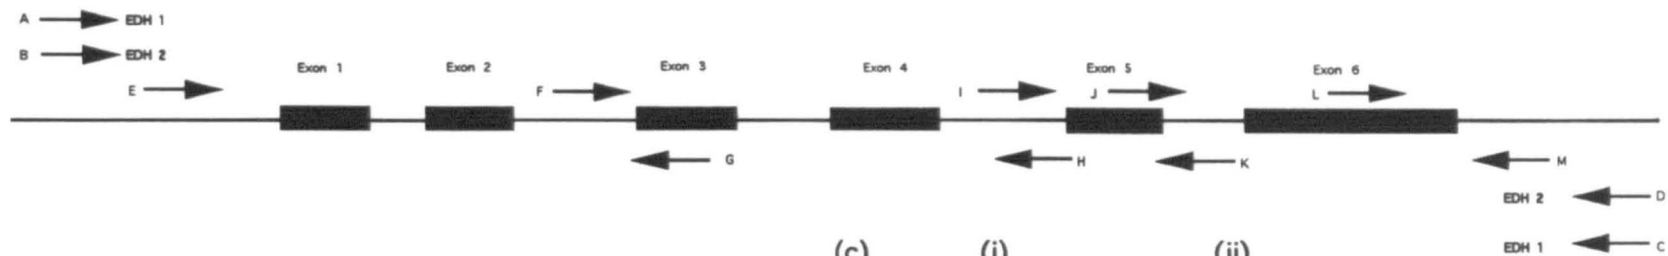 A EDH 1
B EDH 2
Exon 1 Exon 2 Exon 3 Exon 4 Exon 5 Exon 6
E F I J L
G H K M
EDH 2 D
(c) (i) (ii) EDH 1 C